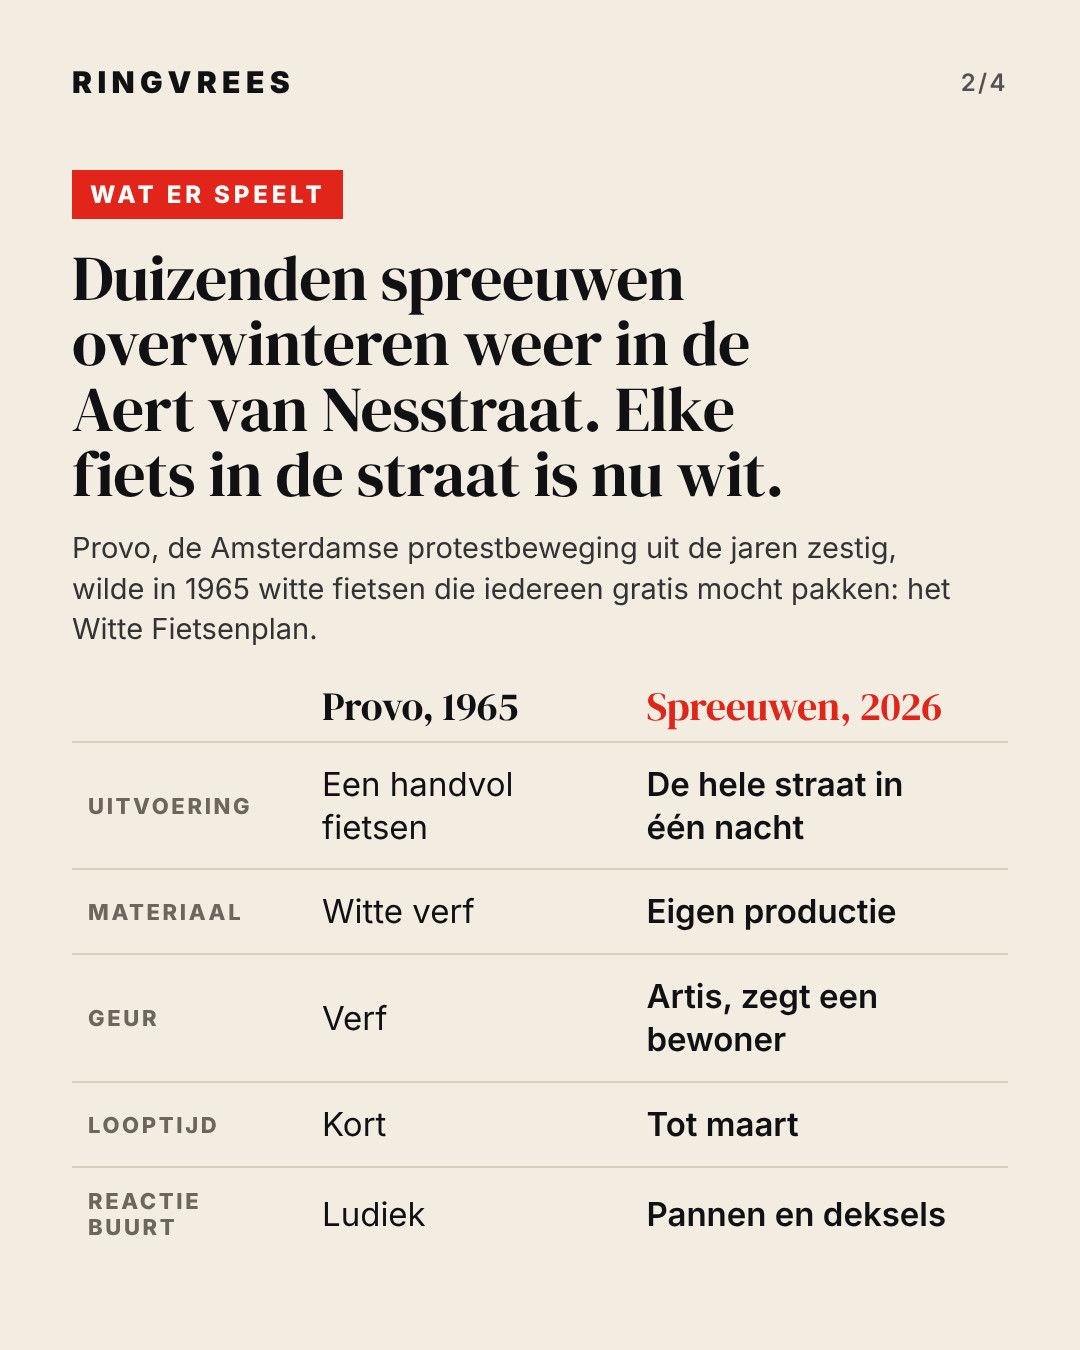 RINGVREES
2/4
WAT ER SPEELT
Duizenden spreeuwen
overwinteren weer in de
Aert van Nesstraat. Elke
fiets in de straat is nu wit.
Provo, de Amsterdamse protestbeweging uit de jaren zestig,
wilde in 1965 witte fietsen die iedereen gratis mocht pakken: het
Witte Fietsenplan.
Provo, 1965
Spreeuwen, 2026
UITVOERING
Een handvol
fietsen
De hele straat in
één nacht
MATERIAAL
Witte verf
Eigen productie
GEUR
Verf
Artis, zegt een
bewoner
LOOPTIJD
Kort
Tot maart
REACTIE
BUURT
Ludiek
Pannen en deksels